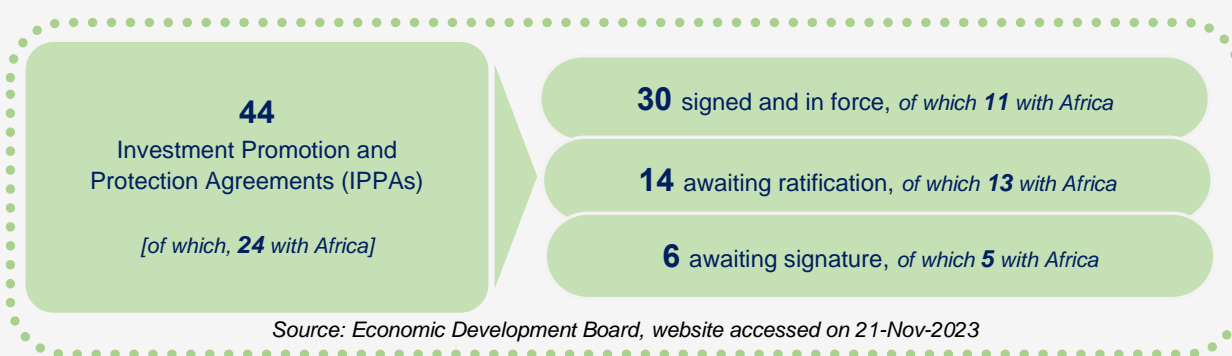 44
Investment Promotion and
Protection Agreements (IPPAs)
[of which, 24 with Africa]
30 signed and in force, of which 11 with Africa
14 awaiting ratification, of which 13 with Africa
6 awaiting signature, of which 5 with Africa
Source: Economic Development Board, website accessed on 21-Nov-2023